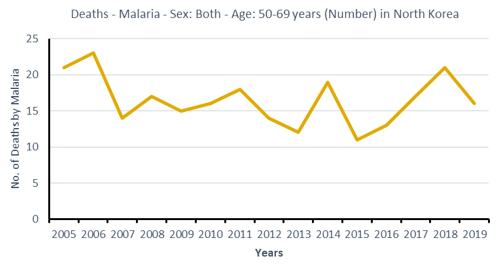 Deaths - Malaria - Sex: Both - Age: 50-69 years (Number) in North Korea
No. of Deaths by Malaria
25
20
15
10
5
0
2005 2006 2007 2008 2009 2010 2011 2012 2013 2014 2015 2016 2017 2018 2019
Years